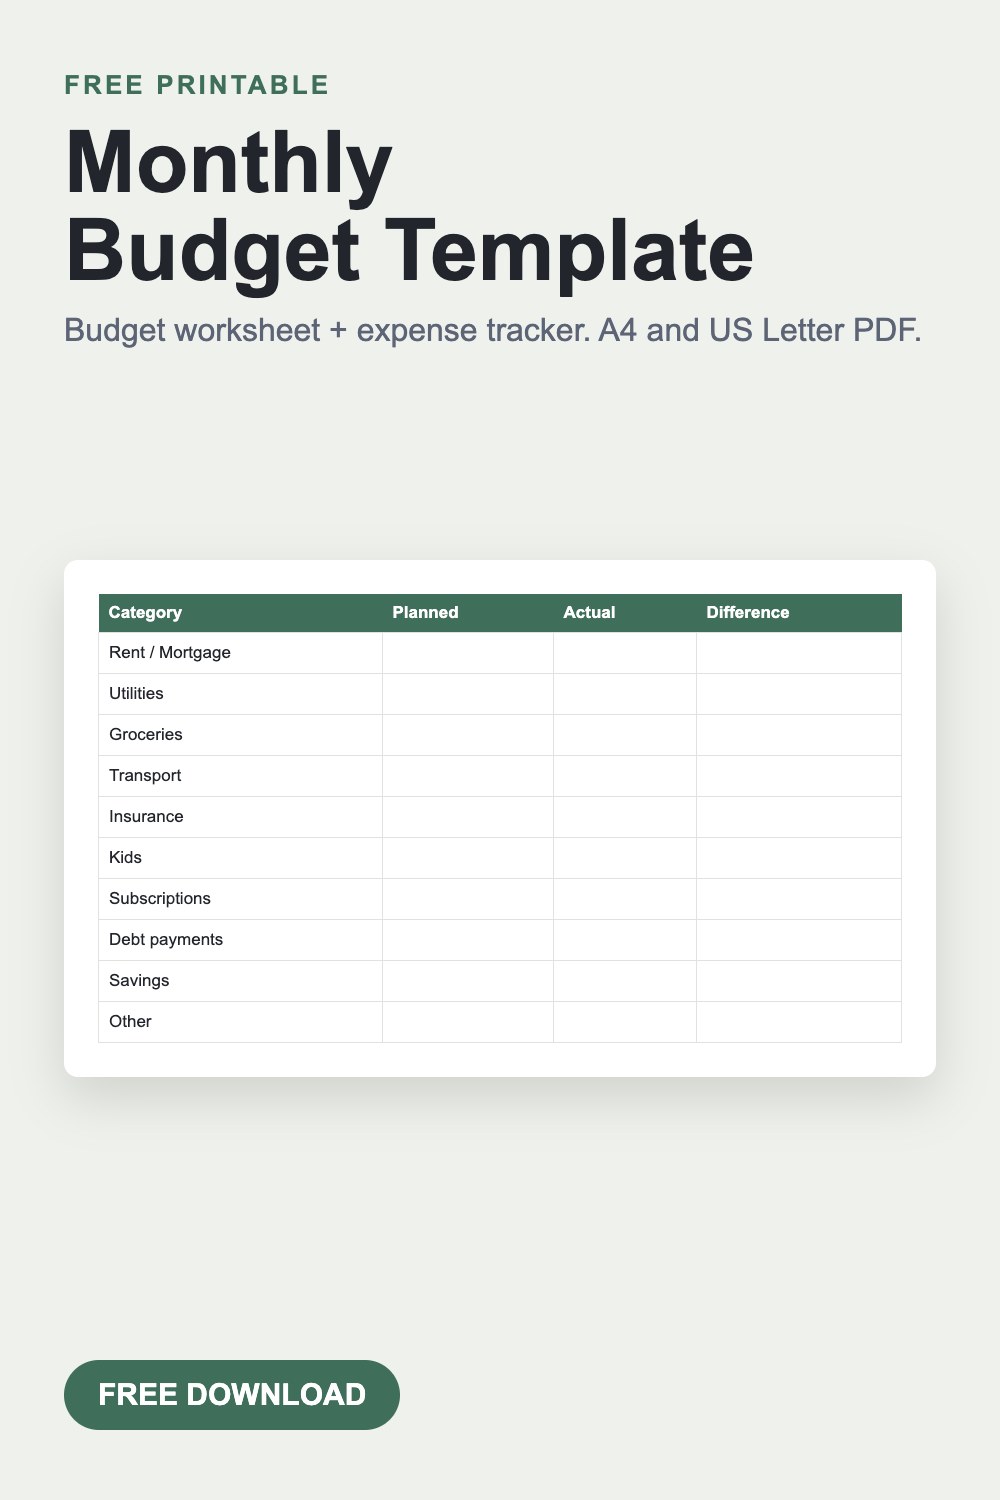 FREE PRINTABLE
Monthly
Budget Template
Budget worksheet + expense tracker. A4 and US Letter PDF.
Category Planned Actual Difference
Rent / Mortgage
Utilities
Groceries
Transport
Insurance
Kids
Subscriptions
Debt payments
Savings
Other
FREE DOWNLOAD